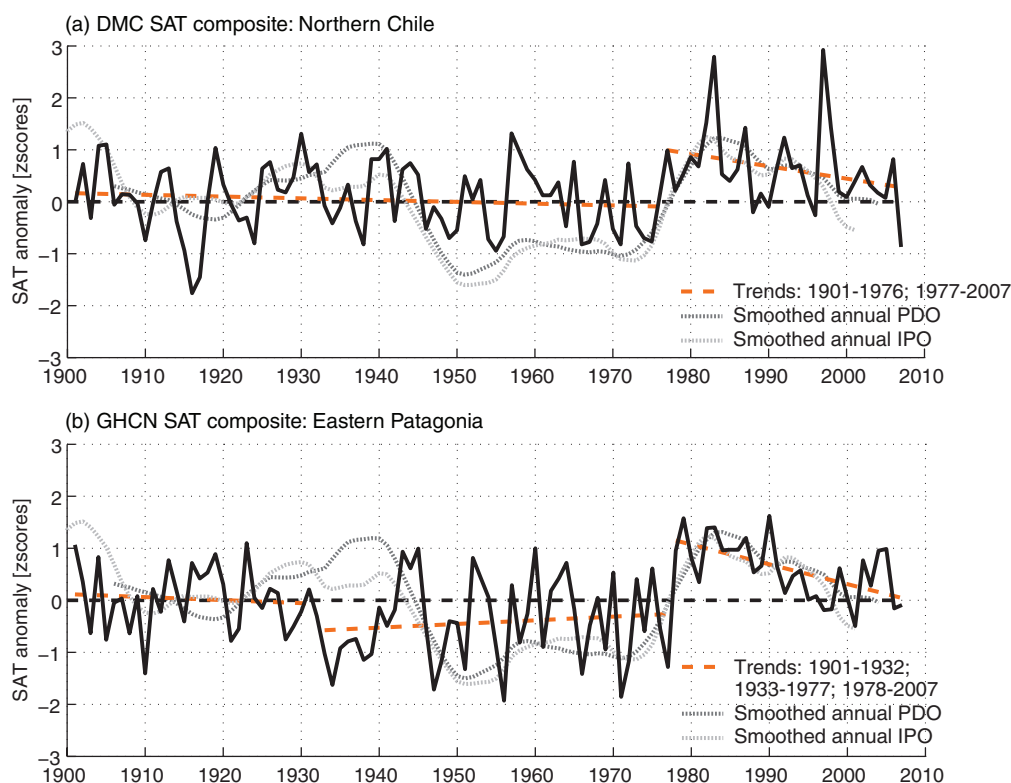 (a) DMC SAT composite: Northern Chile
3
2
1
0
−1
−2
−3
SAT anomaly [zscores]
Trends: 1901-1976; 1977-2007
Smoothed annual PDO
Smoothed annual IPO
1900 1910 1920 1930 1940 1950 1960 1970 1980 1990 2000 2010
(b) GHCN SAT composite: Eastern Patagonia
3
2
1
0
−1
−2
−3
SAT anomaly [zscores]
Trends: 1901-1932;
1933-1977; 1978-2007
Smoothed annual PDO
Smoothed annual IPO
1900 1910 1920 1930 1940 1950 1960 1970 1980 1990 2000 2010